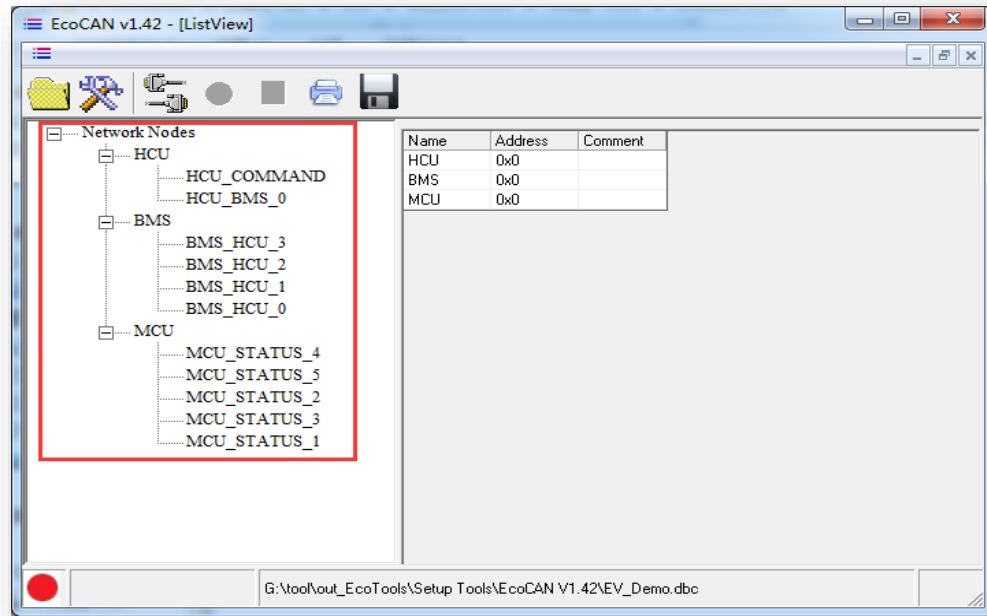 EcoCAN v1.42 - [ListView]
Network Nodes
HCU
HCU_COMMAND
HCU_BMS_0
BMS
BMS_HCU_3
BMS_HCU_2
BMS_HCU_1
BMS_HCU_0
MCU
MCU_STATUS_4
MCU_STATUS_5
MCU_STATUS_2
MCU_STATUS_3
MCU_STATUS_1
Name Address Comment
HCU 0x0
BMS 0x0
MCU 0x0
G:\tool\out_EcoTools\Setup Tools\EcoCAN V1.42\EV_Demo.dbc